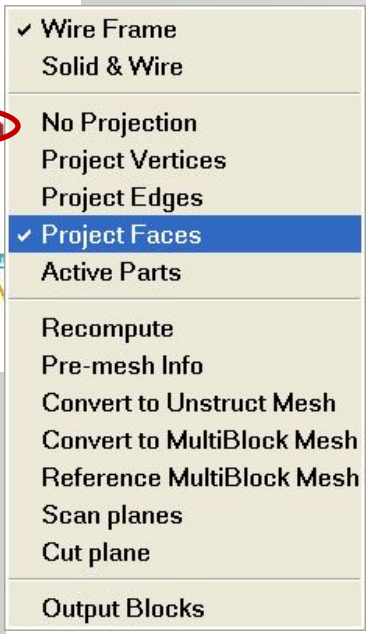 Wire Frame
Solid & Wire
No Projection
Project Vertices
Project Edges
Project Faces
Active Parts
Recompute
Pre-mesh Info
Convert to Unstruct Mesh
Convert to MultiBlock Mesh
Reference MultiBlock Mesh
Scan planes
Cut plane
Output Blocks